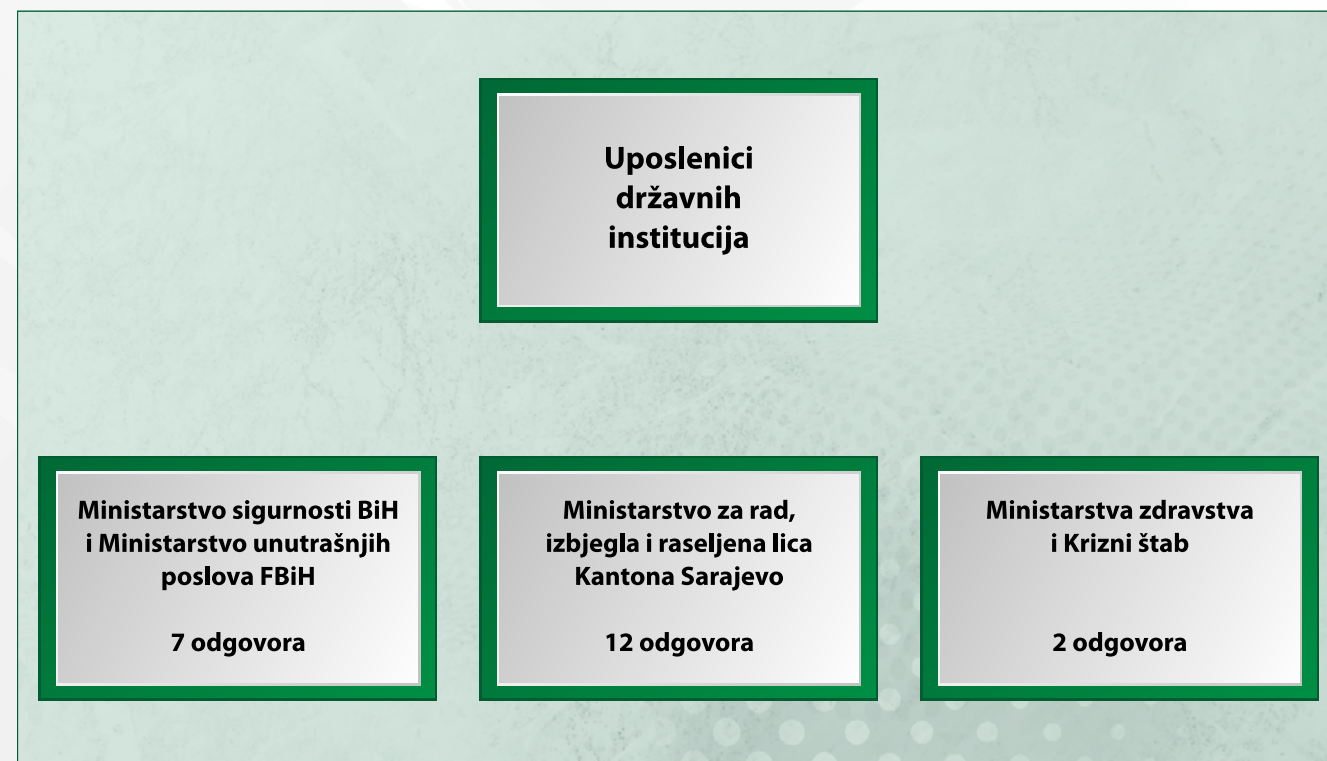 Uposlenici
državnih
institucija
Ministarstvo sigurnosti BiH
i Ministarstvo unutrašnjih
poslova FBiH
7 odgovora
Ministarstvo za rad,
izbjegla i raseljena lica
Kantona Sarajevo
12 odgovora
Ministarstva zdravstva
i Krizni štab
2 odgovora